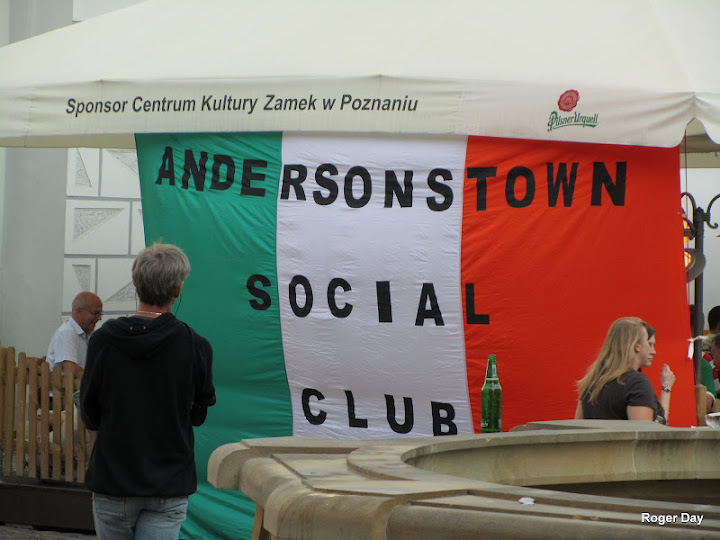 Sponsor Centrum Kultury Zamek w Poznaniu
Pilsner Urquell
ANDERSONSTOWN
SOCIAL
CLUB
Roger Day